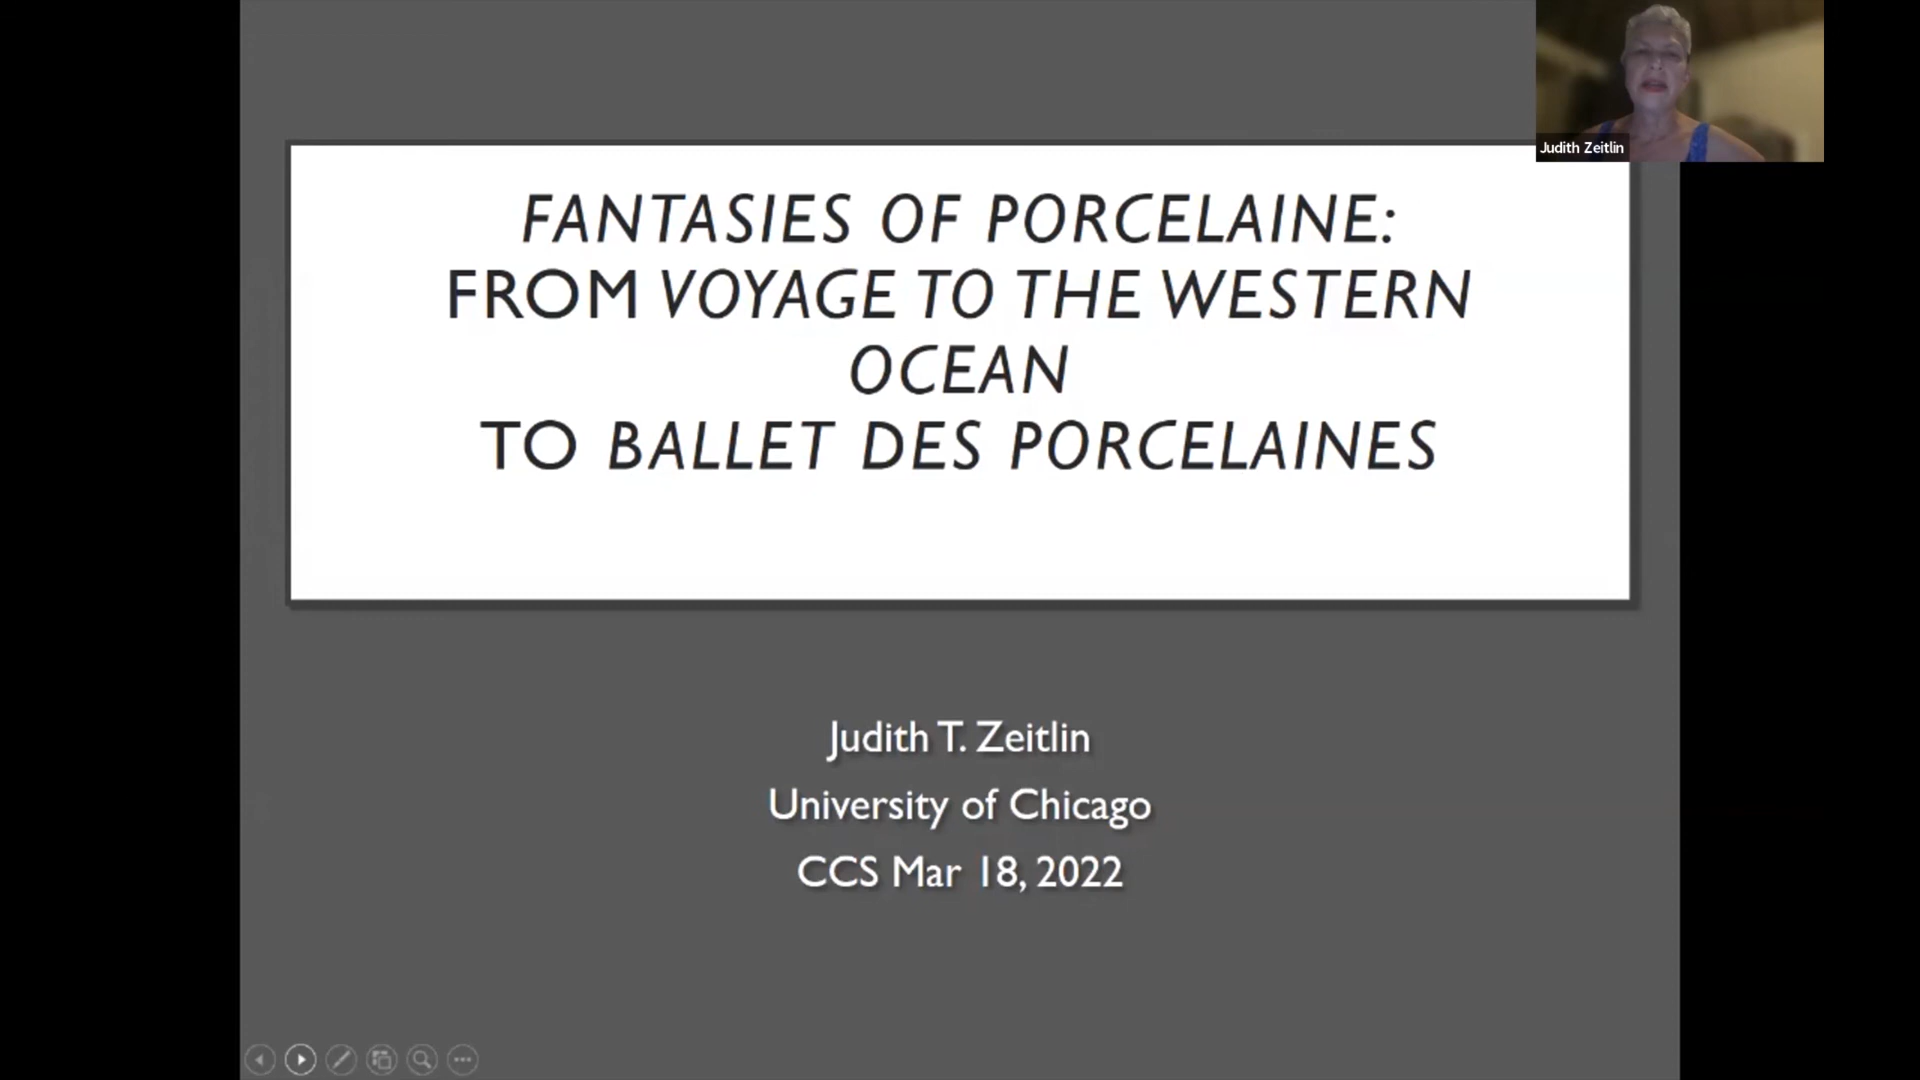 Judith Zeitlin
FANTASIES OF PORCELAINE:
FROM VOYAGE TO THE WESTERN
OCEAN
TO BALLET DES PORCELAINES
Judith T. Zeitlin
University of Chicago
CCS Mar 18, 2022